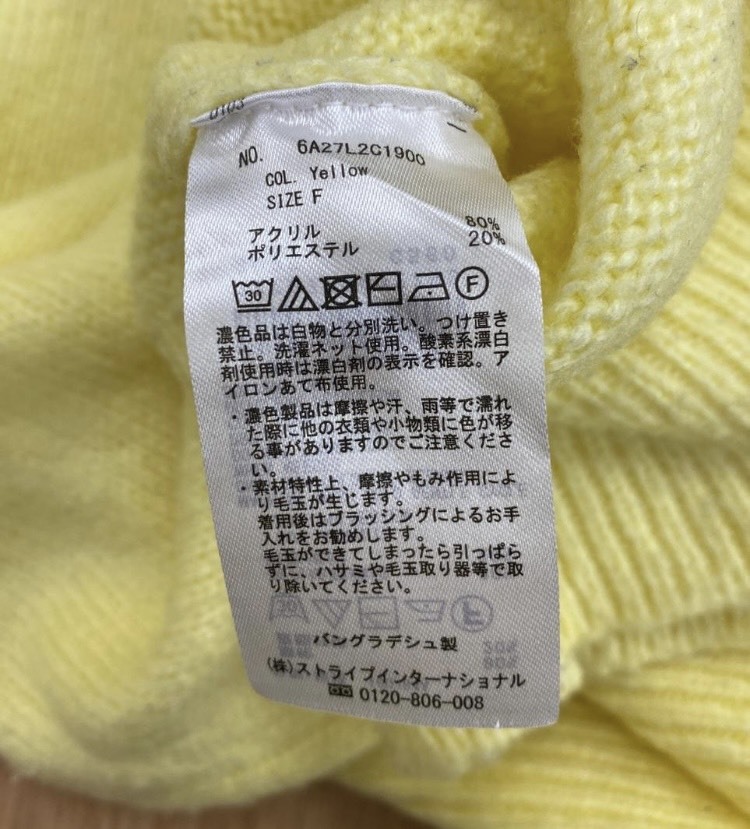 0103
NO. 6A27L2C1900
COL. Yellow
SIZE F
アクリル 80%
ポリエステル 20%
30 F
濃色品は白物と分別洗い。つけ置き
禁止。洗濯ネット使用。酸素系漂白
剤使用時は漂白剤の表示を確認。ア
イロンあて布使用。
・濃色製品は摩擦や汗、雨等で濡れ
た際に他の衣類や小物類に色が移
る事がありますのでご注意くださ
い。
・素材特性上、摩擦やもみ作用によ
り毛玉が生じます。
着用後はブラッシングによるお手
入れをお勧めします。
毛玉ができてしまったら引っぱら
ずに、ハサミや毛玉取り器等で取
り除いてください。
バングラデシュ製
(株)ストライプインターナショナル
0120-806-008